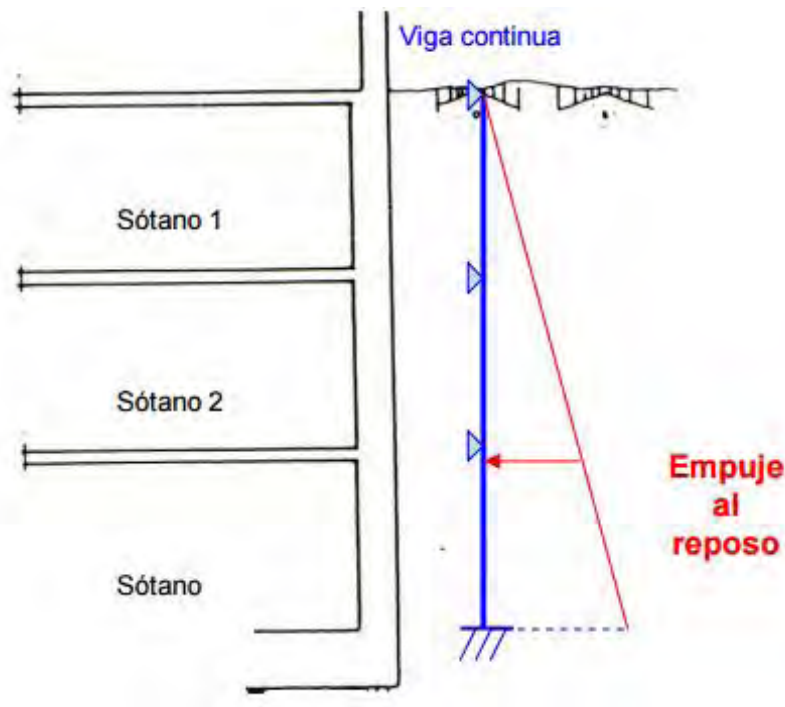 Viga continua
Sótano 1
Sótano 2
Empuje
al
reposo
Sótano